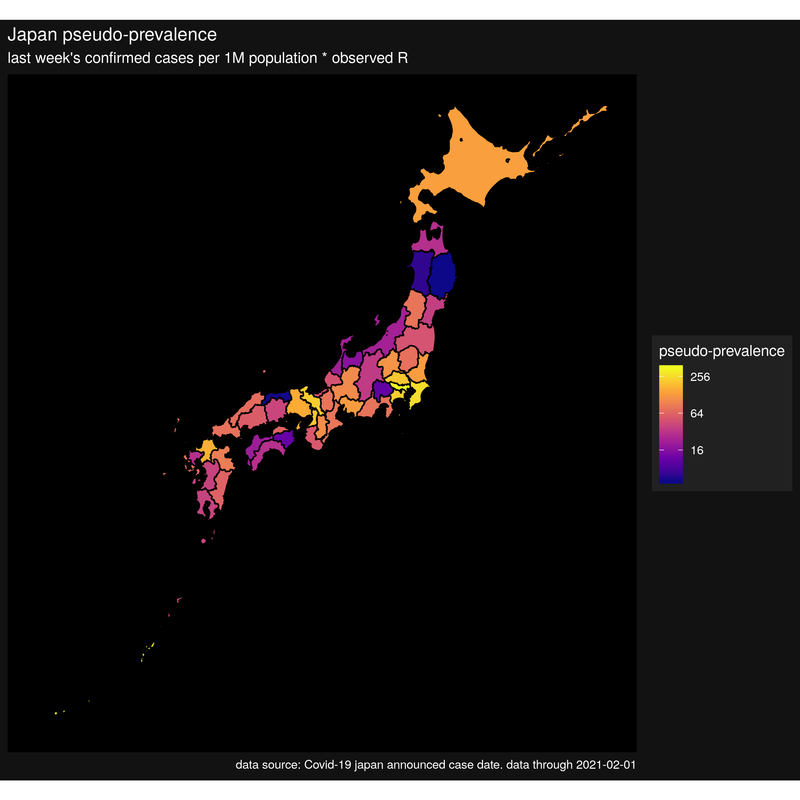 Japan pseudo-prevalence
last week's confirmed cases per 1M population * observed R
pseudo-prevalence
256
64
16
data source: Covid-19 japan announced case date. data through 2021-02-01